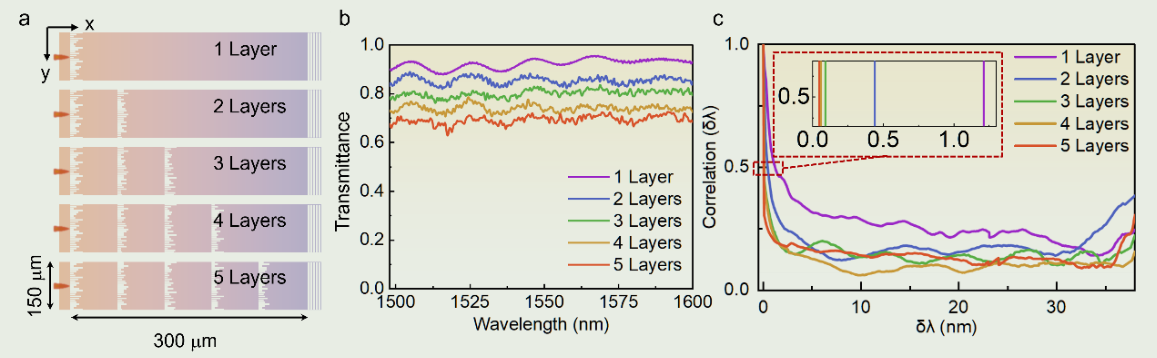 a
x
y
1 Layer
2 Layers
3 Layers
4 Layers
5 Layers
150 μm
300 μm
b
Transmittance
1.0
0.8
0.6
0.4
0.2
0.0
1 Layer
2 Layers
3 Layers
4 Layers
5 Layers
1500 1525 1550 1575 1600
Wavelength (nm)
c
Correlation (δλ)
1.0
0.5
0.0
0.5
0.0 0.5 1.0
1 Layer
2 Layers
3 Layers
4 Layers
5 Layers
0 10 20 30
δλ (nm)